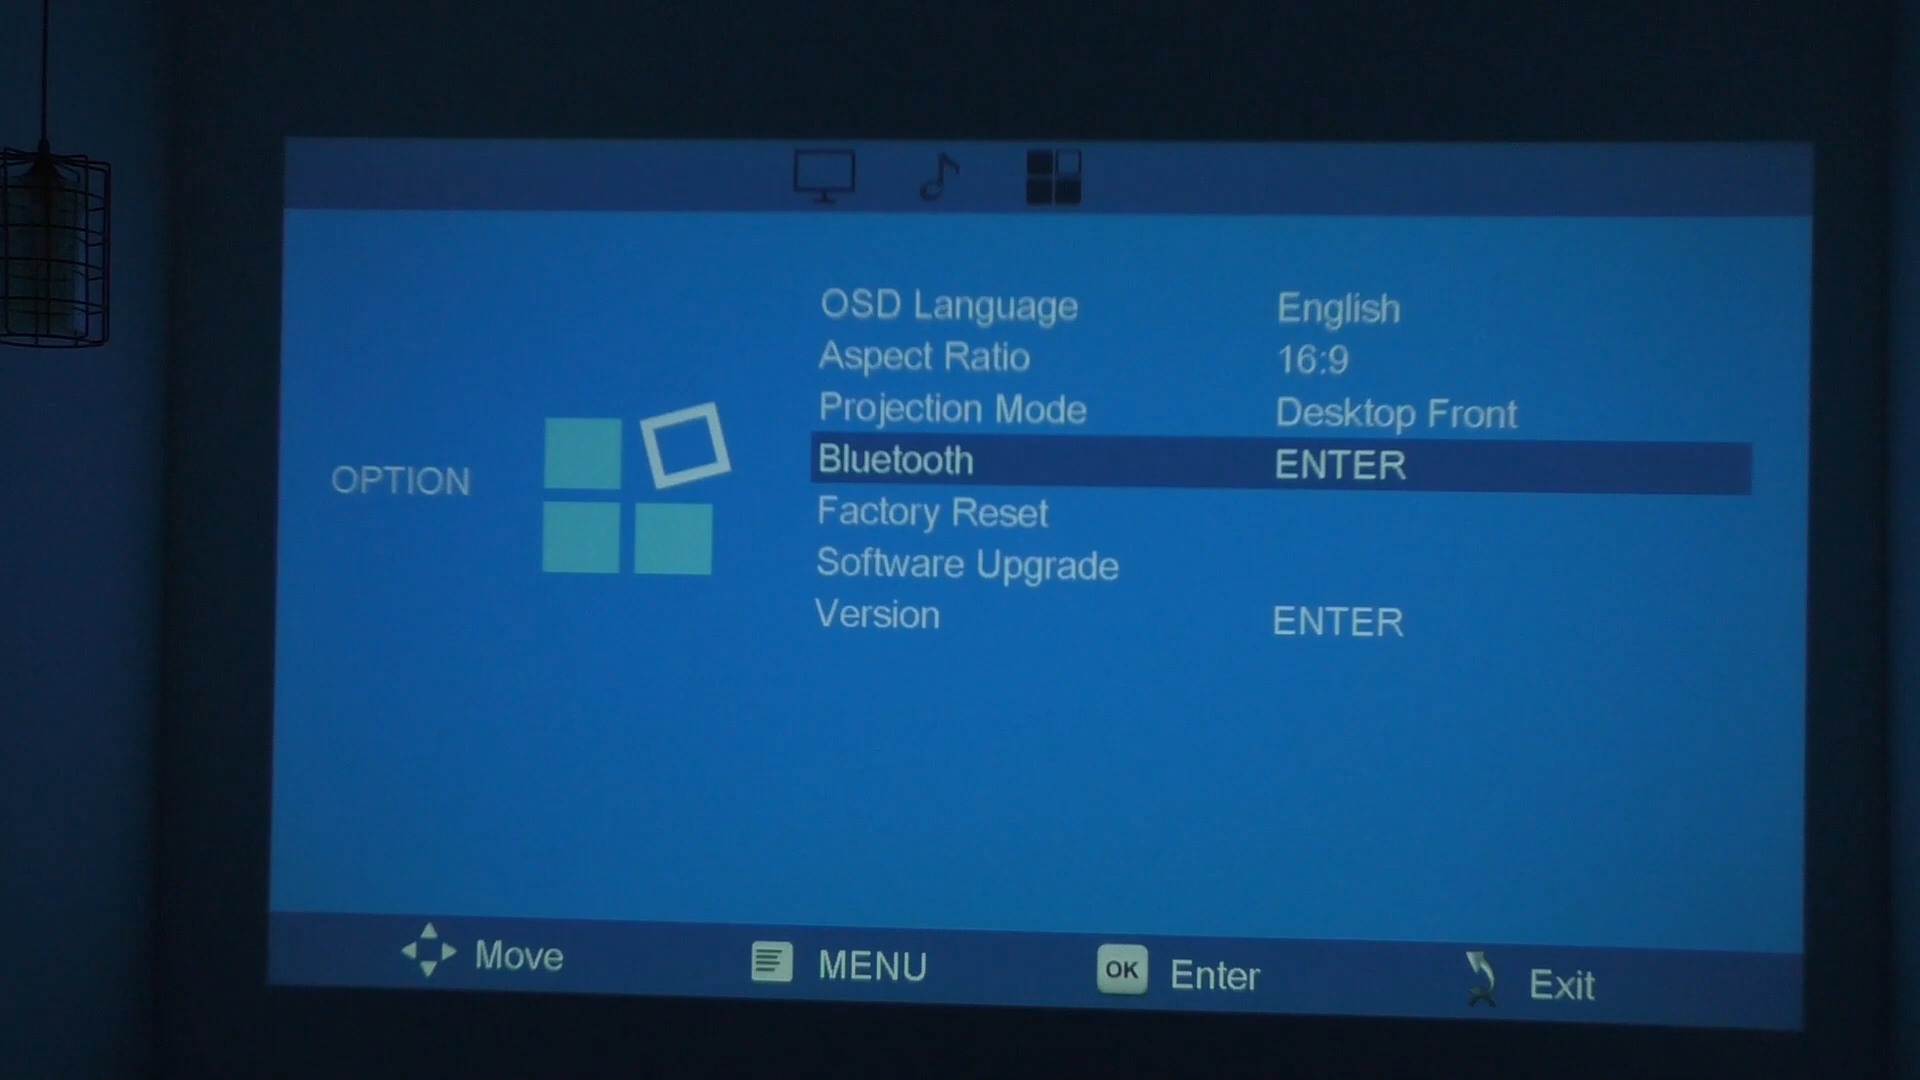 OSD Language English
Aspect Ratio 16:9
Projection Mode Desktop Front
OPTION
Bluetooth ENTER
Factory Reset
Software Upgrade
Version ENTER
Move MENU OK Enter Exit